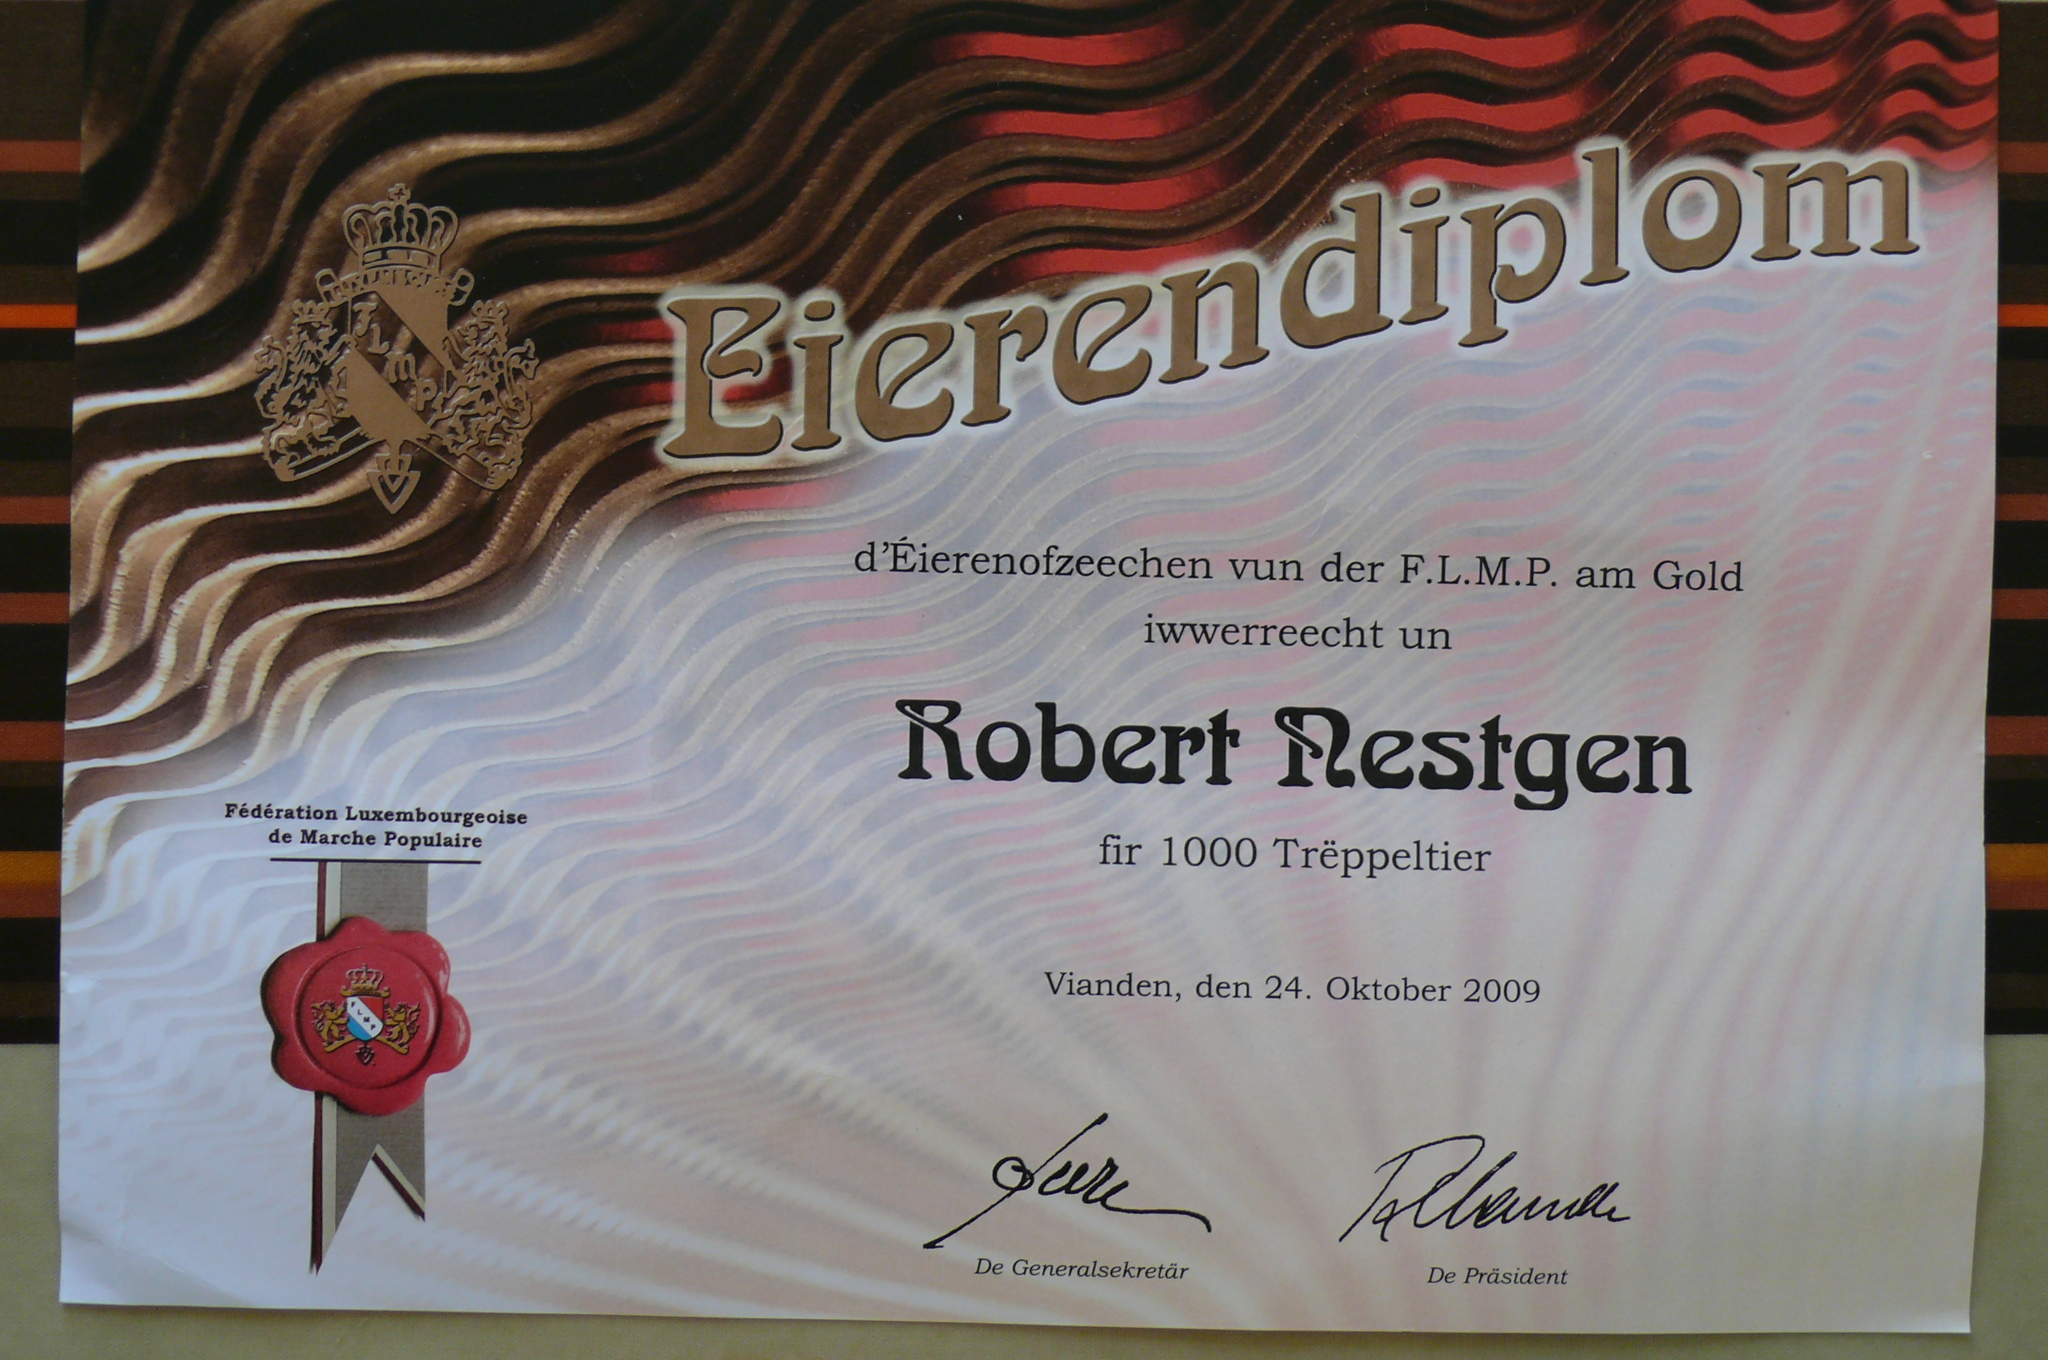 Eierendiplom
F
L
M
P
d'Éierenofzeechen vun der F.L.M.P. am Gold
iwwerreecht un
Robert Nestgen
fir 1000 Trëppeltier
Fédération Luxembourgeoise
de Marche Populaire
F L M P
Vianden, den 24. Oktober 2009
De Generalsekretär
De Präsident